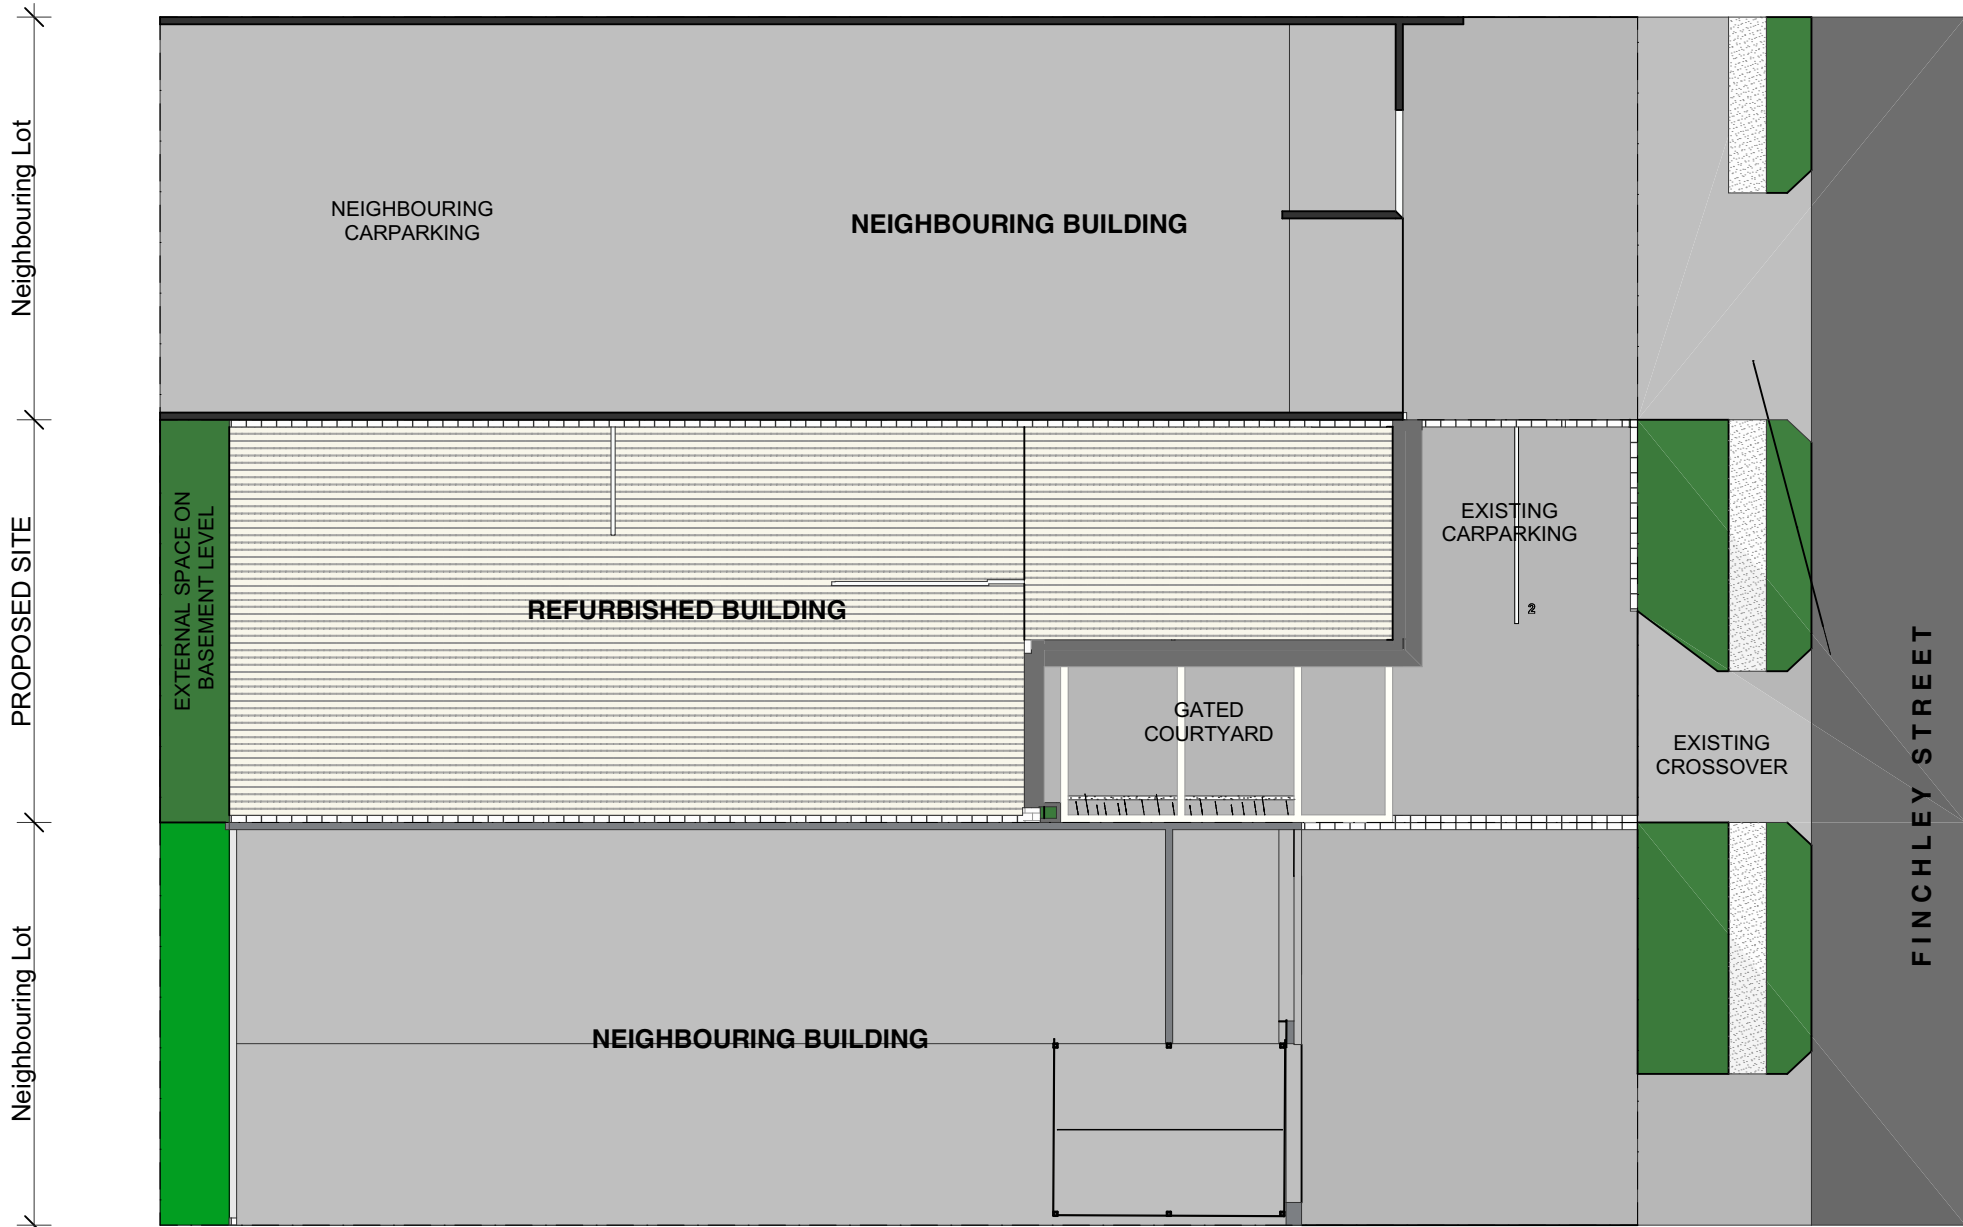 Neighbouring Lot
NEIGHBOURING
CARPARKING
NEIGHBOURING BUILDING
PROPOSED SITE
EXTERNAL SPACE ON
BASEMENT LEVEL
REFURBISHED BUILDING
EXISTING
CARPARKING
2
GATED
COURTYARD
EXISTING
CROSSOVER
FINCHLEY STREET
Neighbouring Lot
NEIGHBOURING BUILDING